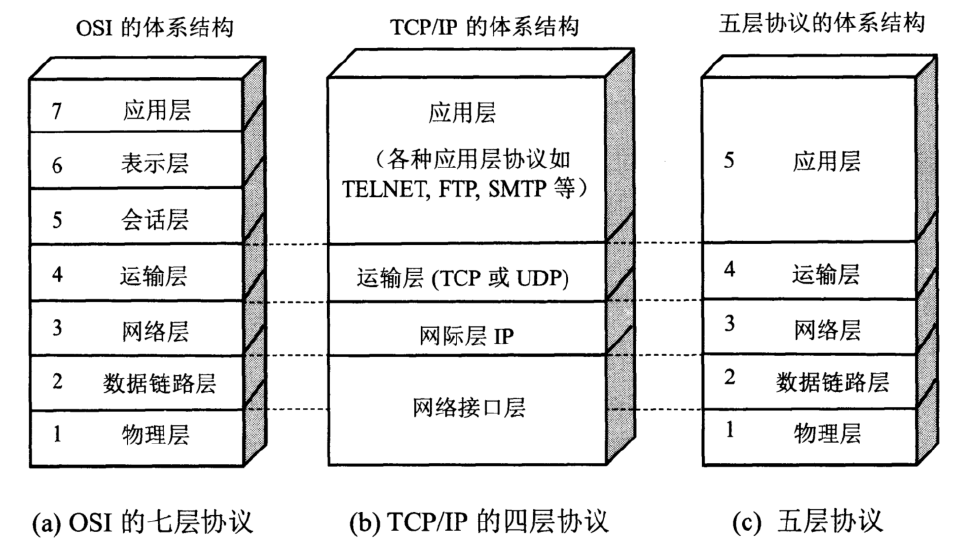 OSI 的体系结构
7 应用层
6 表示层
5 会话层
4 运输层
3 网络层
2 数据链路层
1 物理层
(a) OSI 的七层协议
TCP/IP 的体系结构
应用层
（各种应用层协议如
TELNET, FTP, SMTP 等）
运输层 (TCP 或 UDP)
网际层 IP
网络接口层
(b) TCP/IP 的四层协议
五层协议的体系结构
5 应用层
4 运输层
3 网络层
2 数据链路层
1 物理层
(c) 五层协议